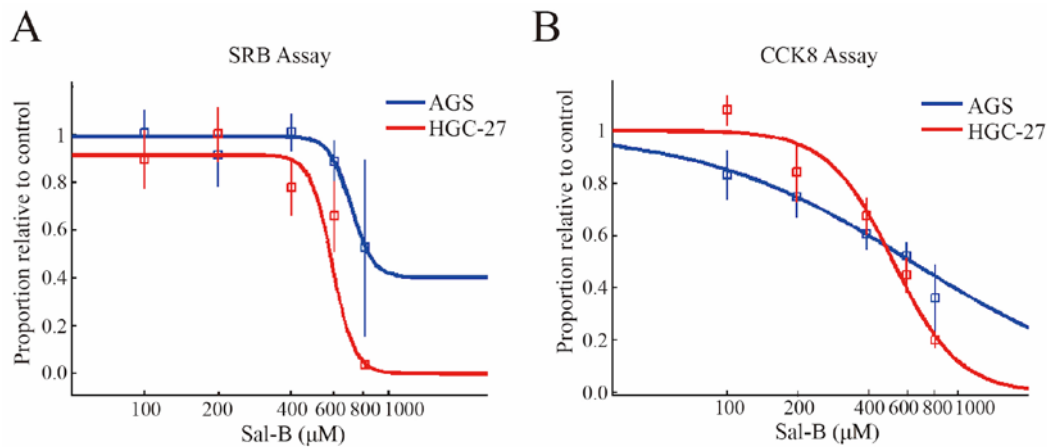 A
SRB Assay
AGS
HGC-27
Proportion relative to control
1
0.8
0.6
0.4
0.2
0.0
100 200 400 600 800 1000
Sal-B (μM)
B
CCK8 Assay
AGS
HGC-27
Proportion relative to control
1
0.8
0.6
0.4
0.2
0
100 200 400 600 800 1000
Sal-B (μM)